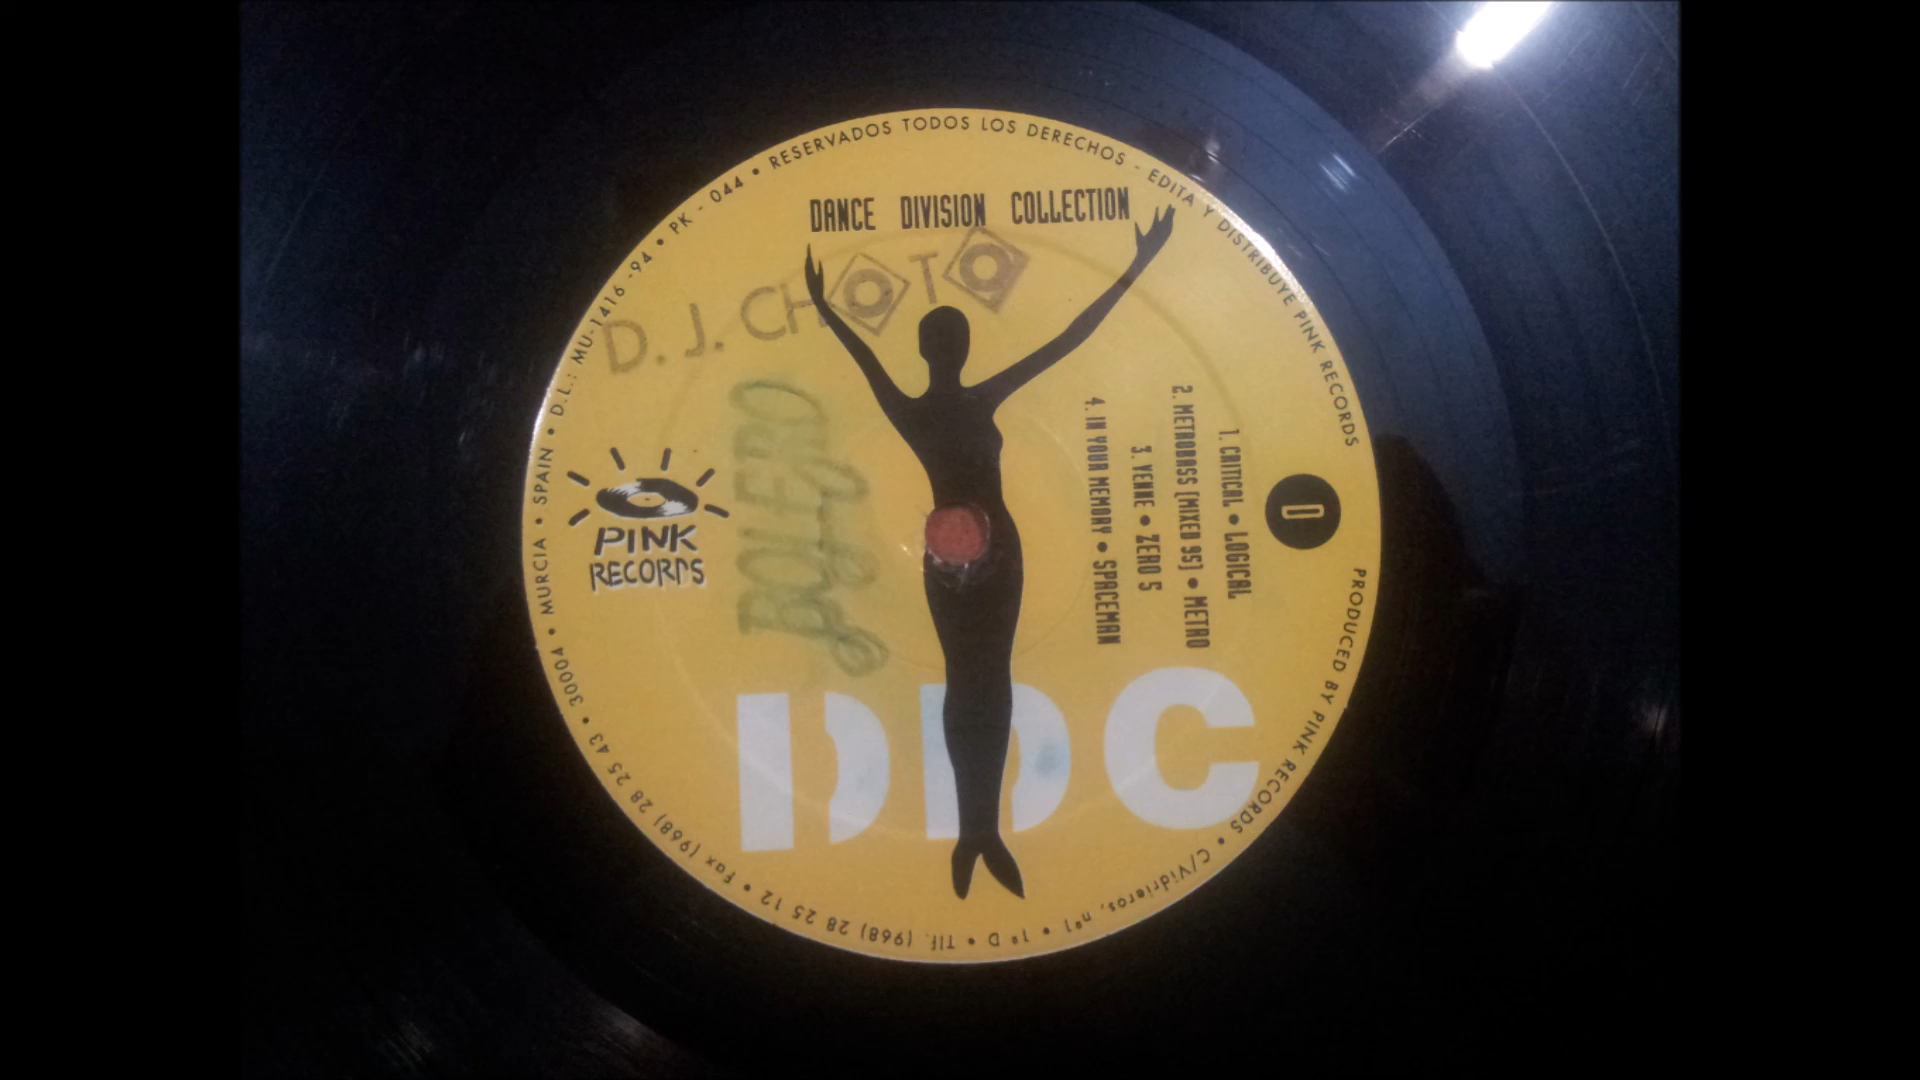 RESERVADOS TODOS LOS DERECHOS - EDITA Y DISTRIBUYE PINK RECORDS
DANCE DIVISION COLLECTION
D. J. CHOTO
BOLERO
1. CRITICAL • LOGICAL
2. METROBASS [MIXED 95] • METRO
3. YENNE • ZERO 5
4. IN YOUR MEMORY • SPACEMAN
D
PINK
RECORDS
DDC
PRODUCED BY PINK RECORDS • C/Vidrieros, nº1 • 1º D • Tlf. (968) 28 25 12 • Fax (968) 28 25 43 • 30004 • MURCIA • SPAIN • D.L.: MU-1416 -94 • PK - 044 •